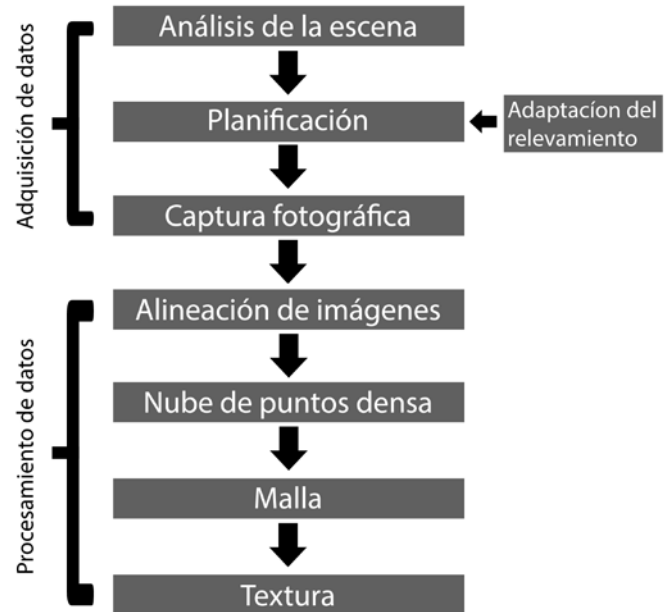 Adquisición de datos
Análisis de la escena
Planificación
Adaptacíon del
relevamiento
Captura fotográfica
Procesamiento de datos
Alineación de imágenes
Nube de puntos densa
Malla
Textura